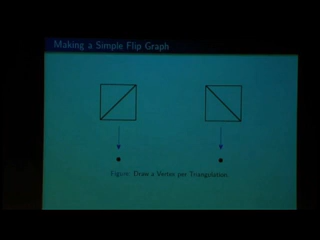 Making a Simple Flip Graph
Figure: Draw a Vertex per Triangulation.